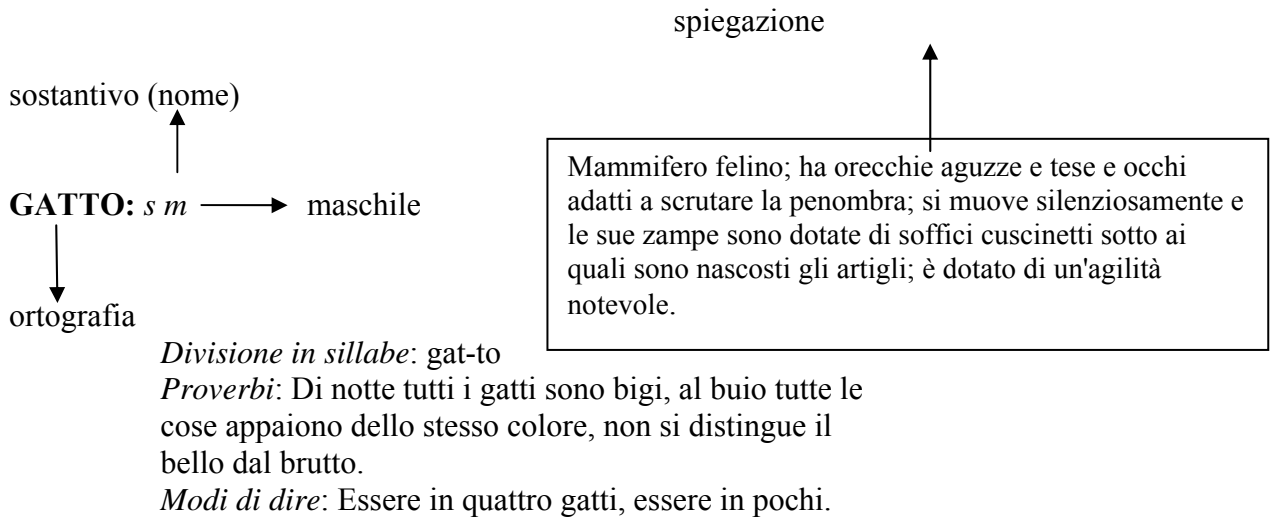 spiegazione
sostantivo (nome)
Mammifero felino; ha orecchie aguzze e tese e occhi
adatti a scrutare la penombra; si muove silenziosamente e
le sue zampe sono dotate di soffici cuscinetti sotto ai
quali sono nascosti gli artigli; è dotato di un'agilità
notevole.
GATTO: s m maschile
ortografia
Divisione in sillabe: gat-to
Proverbi: Di notte tutti i gatti sono bigi, al buio tutte le
cose appaiono dello stesso colore, non si distingue il
bello dal brutto.
Modi di dire: Essere in quattro gatti, essere in pochi.